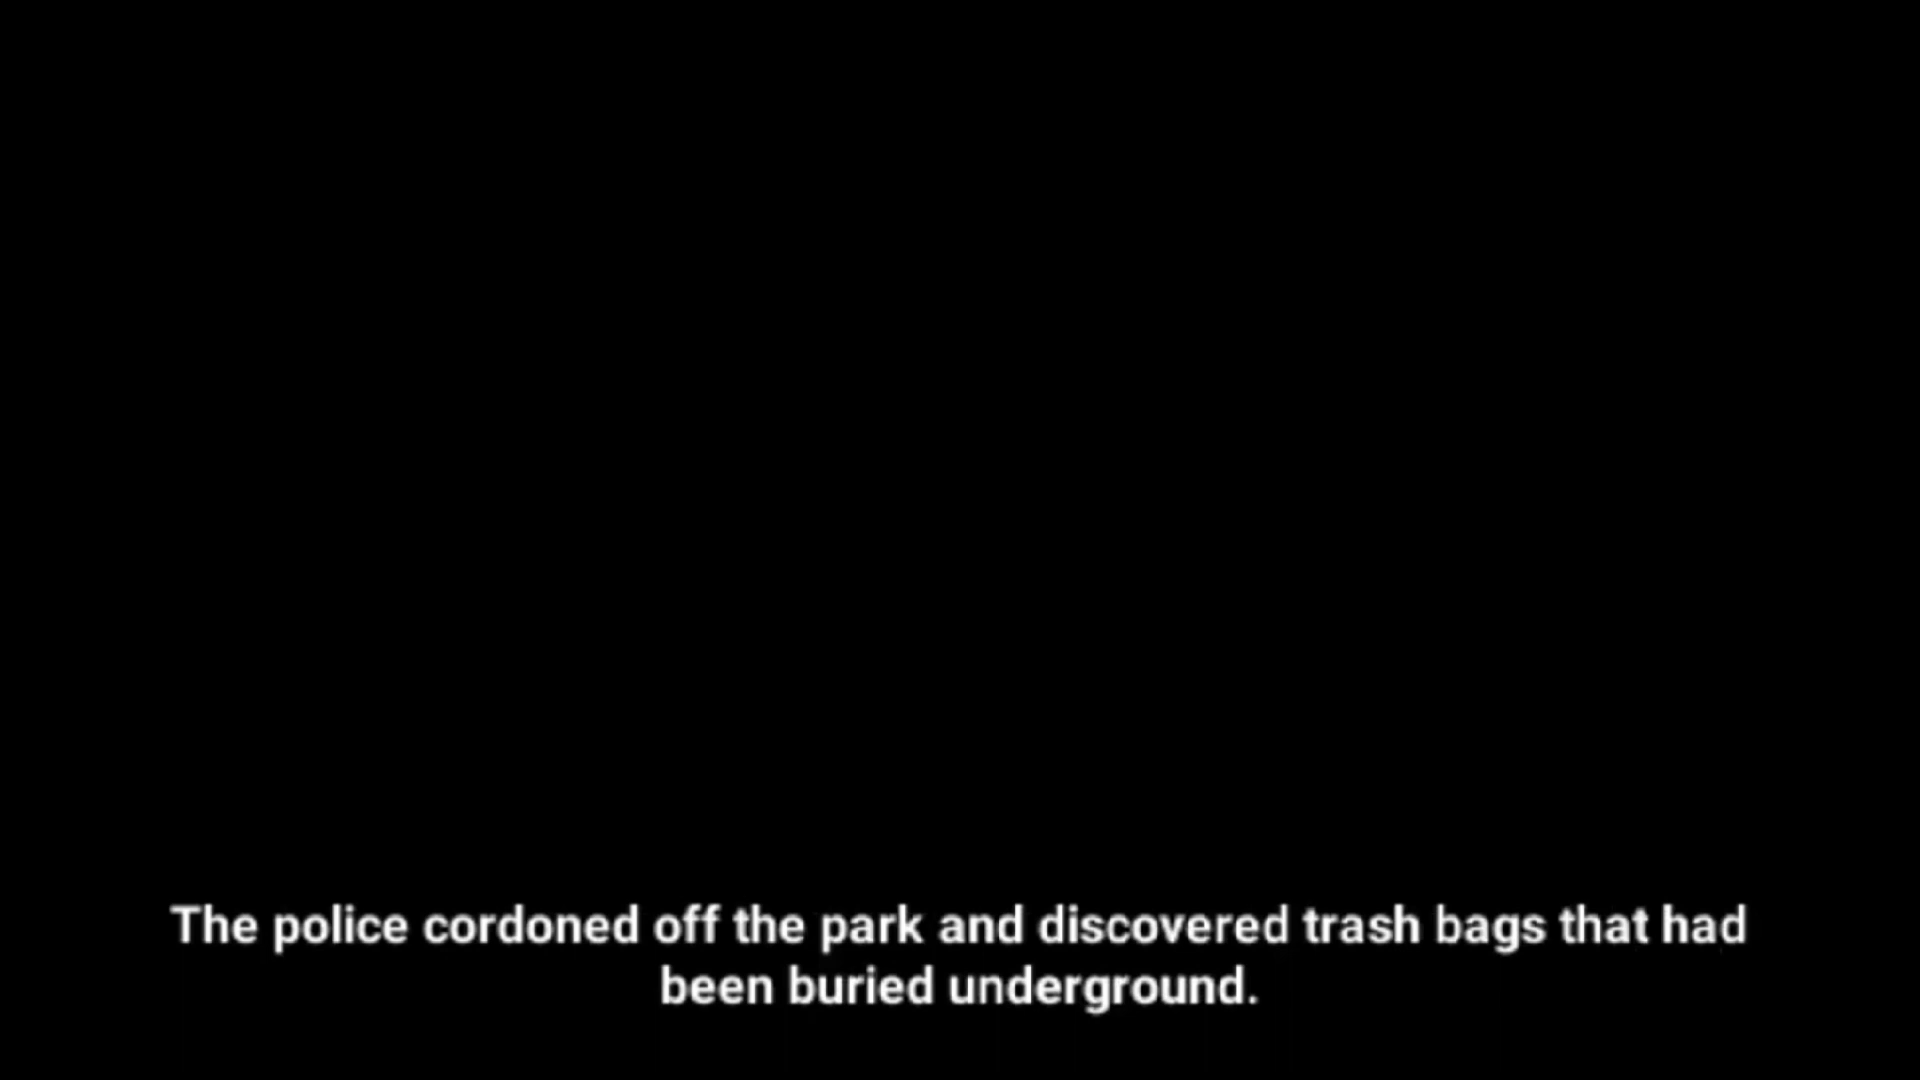 The police cordoned off the park and discovered trash bags that had
been buried underground.